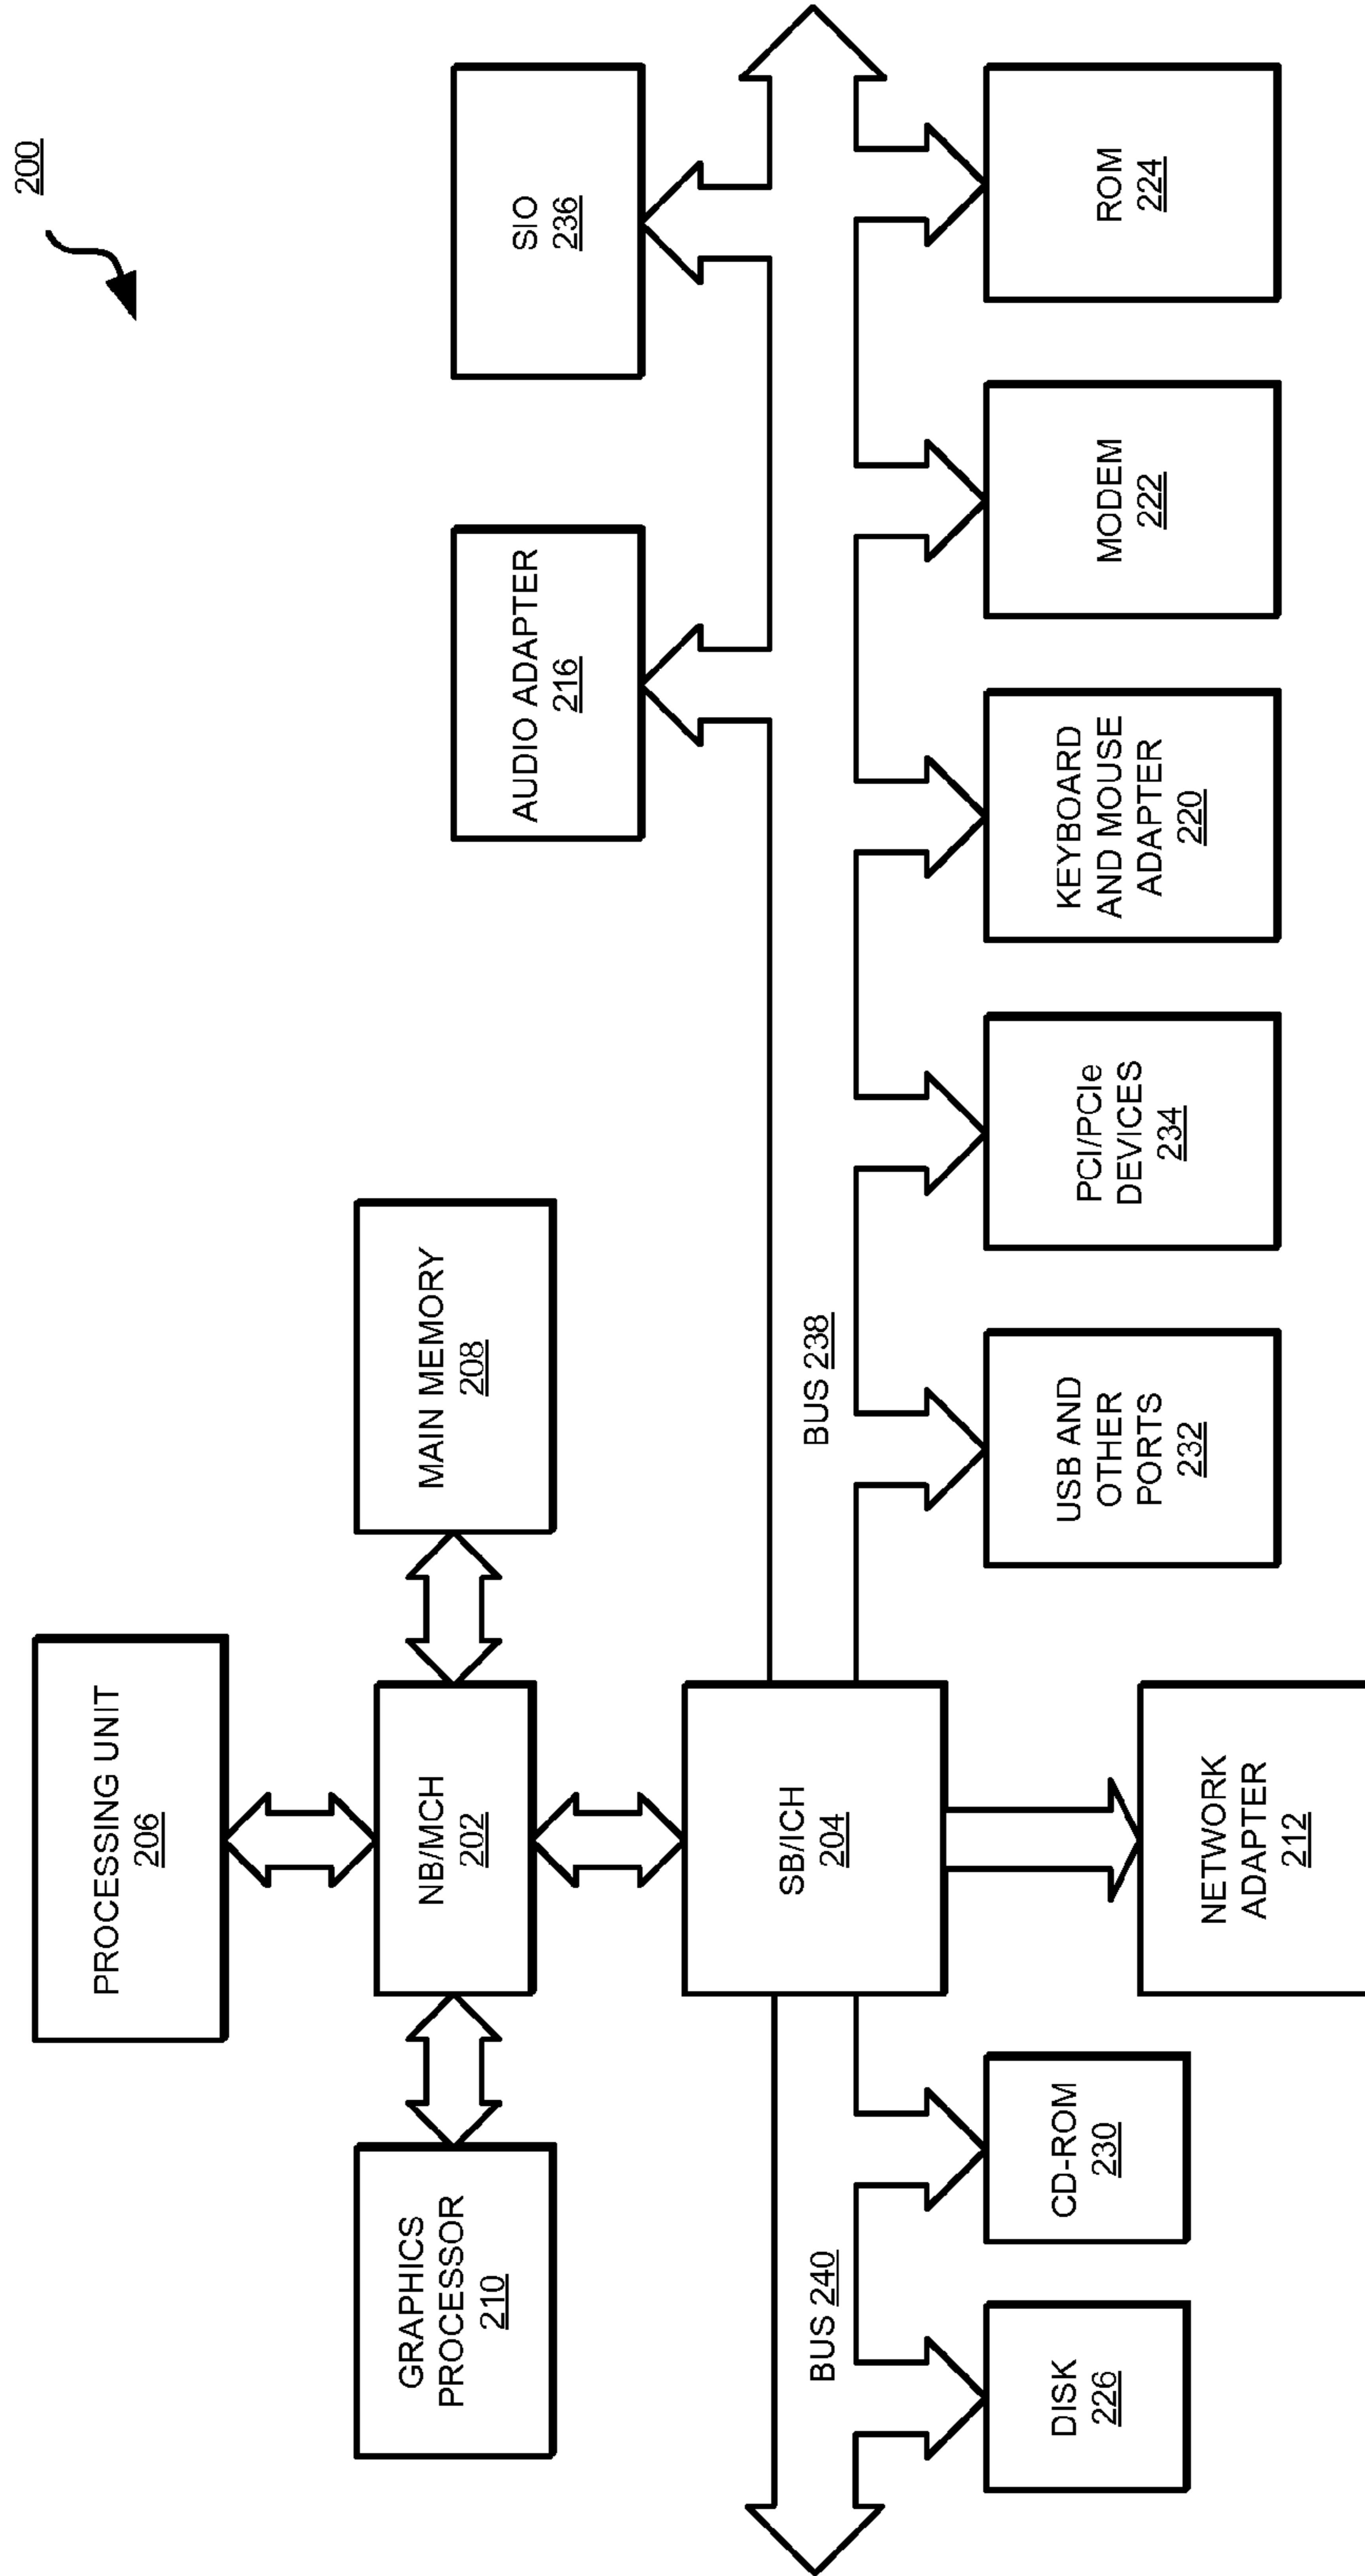 200
PROCESSING UNIT
206
GRAPHICS
PROCESSOR
210
NB/MCH
202
MAIN MEMORY
208
AUDIO ADAPTER
216
SIO
236
SB/ICH
204
BUS 240
BUS 238
DISK
226
CD-ROM
230
NETWORK
ADAPTER
212
USB AND
OTHER
PORTS
232
PCI/PCIe
DEVICES
234
KEYBOARD
AND MOUSE
ADAPTER
220
MODEM
222
ROM
224